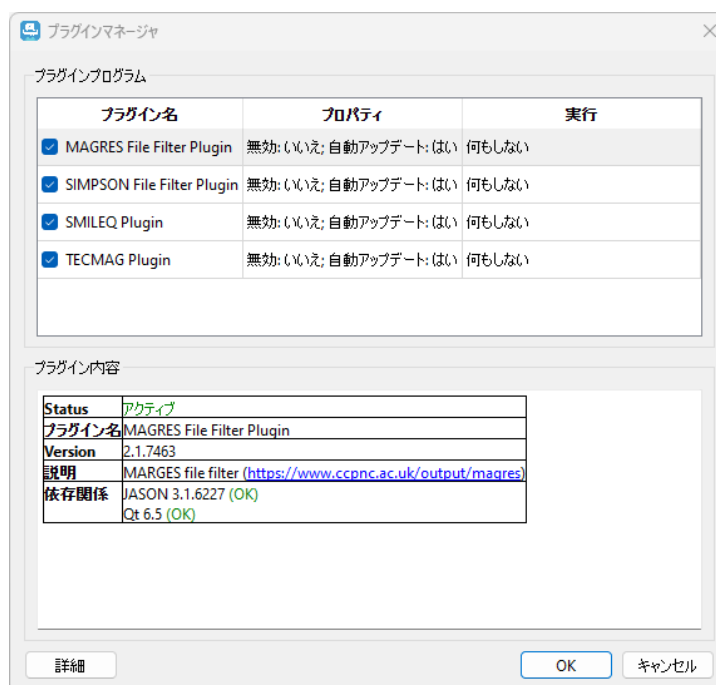 プラグインマネージャ
プラグインプログラム
プラグイン名 プロパティ 実行
MAGRES File Filter Plugin 無効: いいえ; 自動アップデート: はい 何もしない
SIMPSON File Filter Plugin 無効: いいえ; 自動アップデート: はい 何もしない
SMILEQ Plugin 無効: いいえ; 自動アップデート: はい 何もしない
TECMAG Plugin 無効: いいえ; 自動アップデート: はい 何もしない
プラグイン内容
Status アクティブ
プラグイン名 MAGRES File Filter Plugin
Version 2.1.7463
説明 MARGES file filter (https://www.ccpnc.ac.uk/output/magres)
依存関係 JASON 3.1.6227 (OK)
Qt 6.5 (OK)
詳細 OK キャンセル